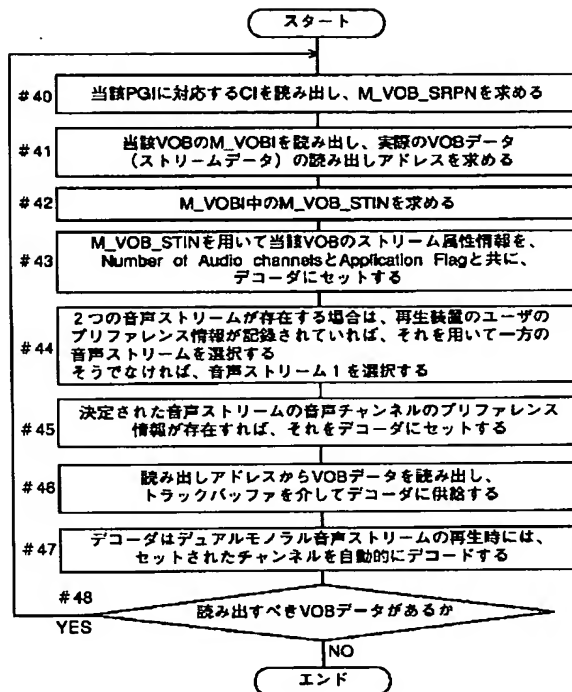 スタート
#40
当該PGIに対応するCIを読み出し、M_VOB_SRPNを求める
#41
当該VOBのM_VOBIを読み出し、実際のVOBデータ
(ストリームデータ)の読み出しアドレスを求める
#42
M_VOBI中のM_VOB_STINを求める
#43
M_VOB_STINを用いて当該VOBのストリーム属性情報を、
Number of Audio channelsとApplication Flagと共に、
デコーダにセットする
#44
2つの音声ストリームが存在する場合は、再生装置のユーザの
プリファレンス情報が記録されていれば、それを用いて一方の
音声ストリームを選択する
そうでなければ、音声ストリーム1を選択する
#45
決定された音声ストリームの音声チャンネルのプリファレンス
情報が存在すれば、それをデコーダにセットする
#46
読み出しアドレスからVOBデータを読み出し、
トラックバッファを介してデコーダに供給する
#47
デコーダはデュアルモノラル音声ストリームの再生時には、
セットされたチャンネルを自動的にデコードする
#48
読み出すべきVOBデータがあるか
YES
NO
エンド